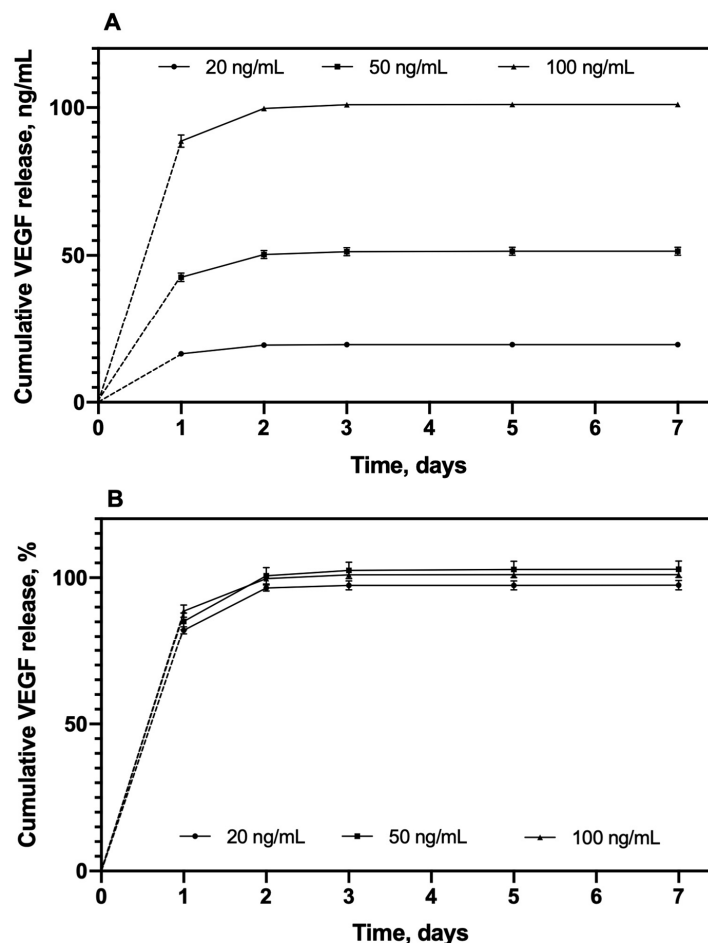 A
20 ng/mL 50 ng/mL 100 ng/mL
Cumulative VEGF release, ng/mL
100
50
0
0 1 2 3 4 5 6 7
Time, days
B
Cumulative VEGF release, %
100
50
0
20 ng/mL 50 ng/mL 100 ng/mL
0 1 2 3 4 5 6 7
Time, days